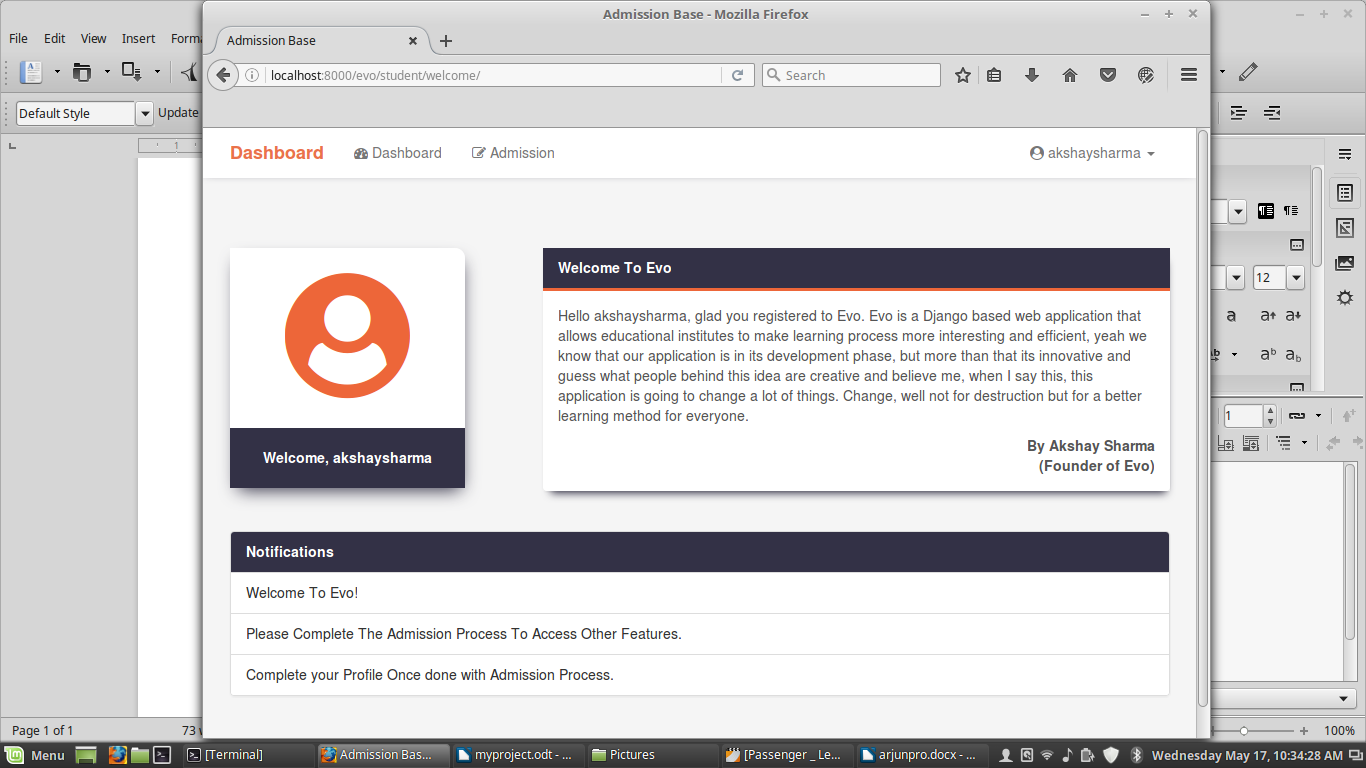 Admission Base - Mozilla Firefox
Admission Base
File Edit View Insert Forma
localhost:8000/evo/student/welcome/
Search
Default Style
Update
1
Dashboard
Dashboard
Admission
akshaysharma
12
Welcome To Evo
Hello akshaysharma, glad you registered to Evo. Evo is a Django based web application that
allows educational institutes to make learning process more interesting and efficient, yeah we
know that our application is in its development phase, but more than that its innovative and
guess what people behind this idea are creative and believe me, when I say this, this
application is going to change a lot of things. Change, well not for destruction but for a better
learning method for everyone.
By Akshay Sharma
(Founder of Evo)
Welcome, akshaysharma
1
Notifications
Welcome To Evo!
Please Complete The Admission Process To Access Other Features.
Complete your Profile Once done with Admission Process.
Page 1 of 1
73
100%
Menu
[Terminal]
Admission Bas...
myproject.odt - ...
Pictures
[Passenger _ Le...
arjunpro.docx - ...
Wednesday May 17, 10:34:28 AM